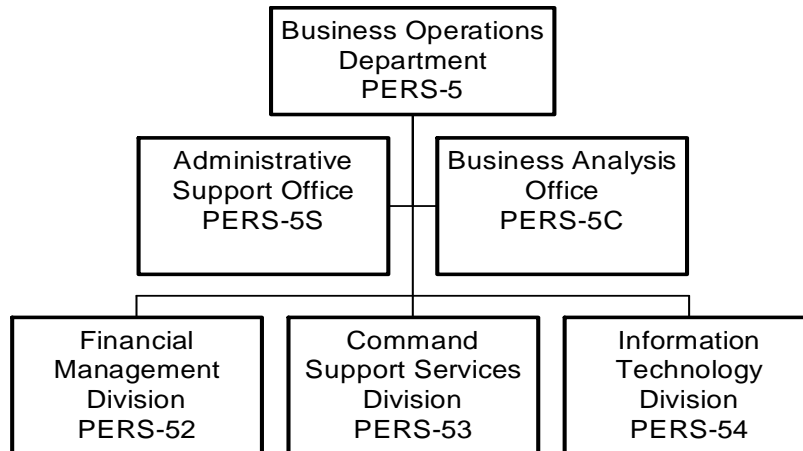 Business Operations
Department
PERS-5
Administrative
Support Office
PERS-5S
Business Analysis
Office
PERS-5C
Financial
Management
Division
PERS-52
Command
Support Services
Division
PERS-53
Information
Technology
Division
PERS-54